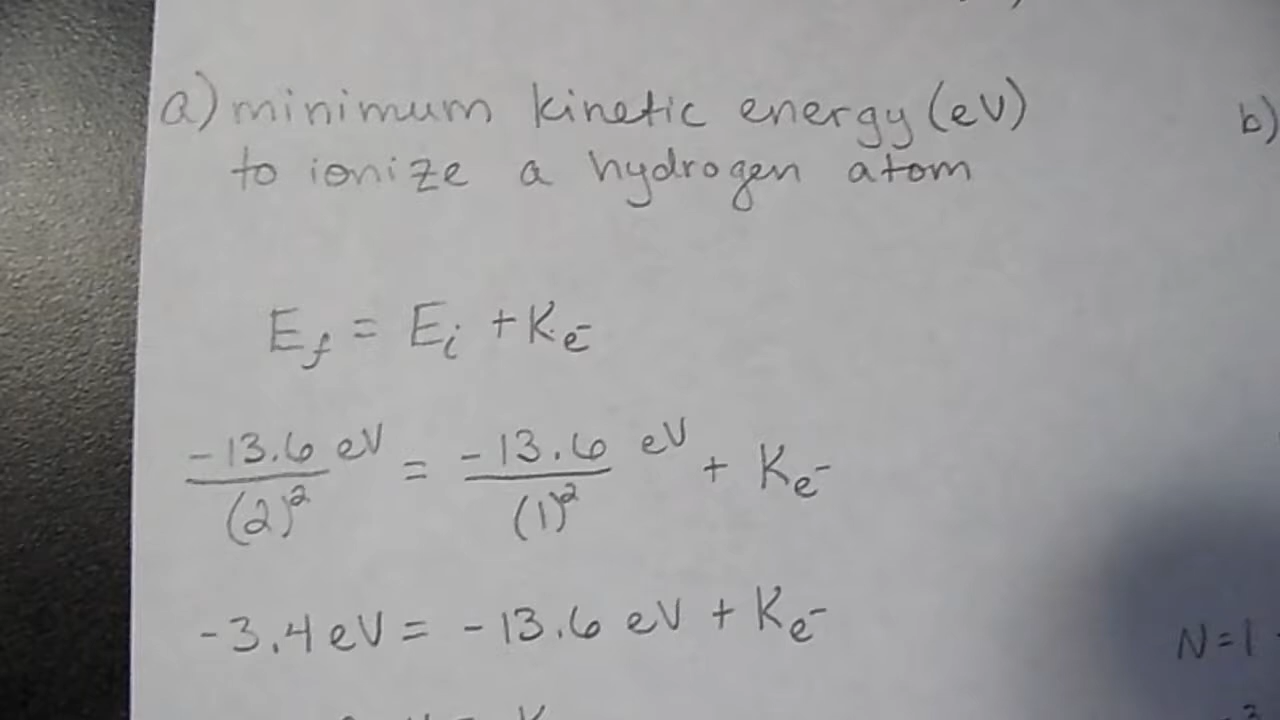 a) minimum kinetic energy (eV)
to ionize a hydrogen atom
b)
E_f = E_i + K_e-
-13.6 eV / (2)² = -13.6 eV / (1)² + K_e-
-3.4 eV = -13.6 eV + K_e-
N=1